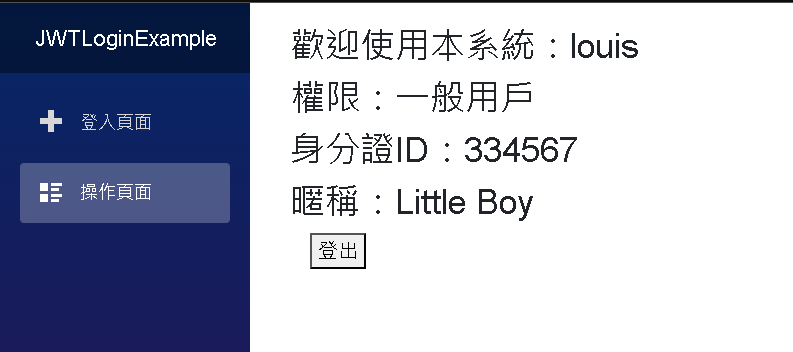 JWTLoginExample
登入頁面
操作頁面
歡迎使用本系統：louis
權限：一般用戶
身分證ID：334567
暱稱：Little Boy
登出